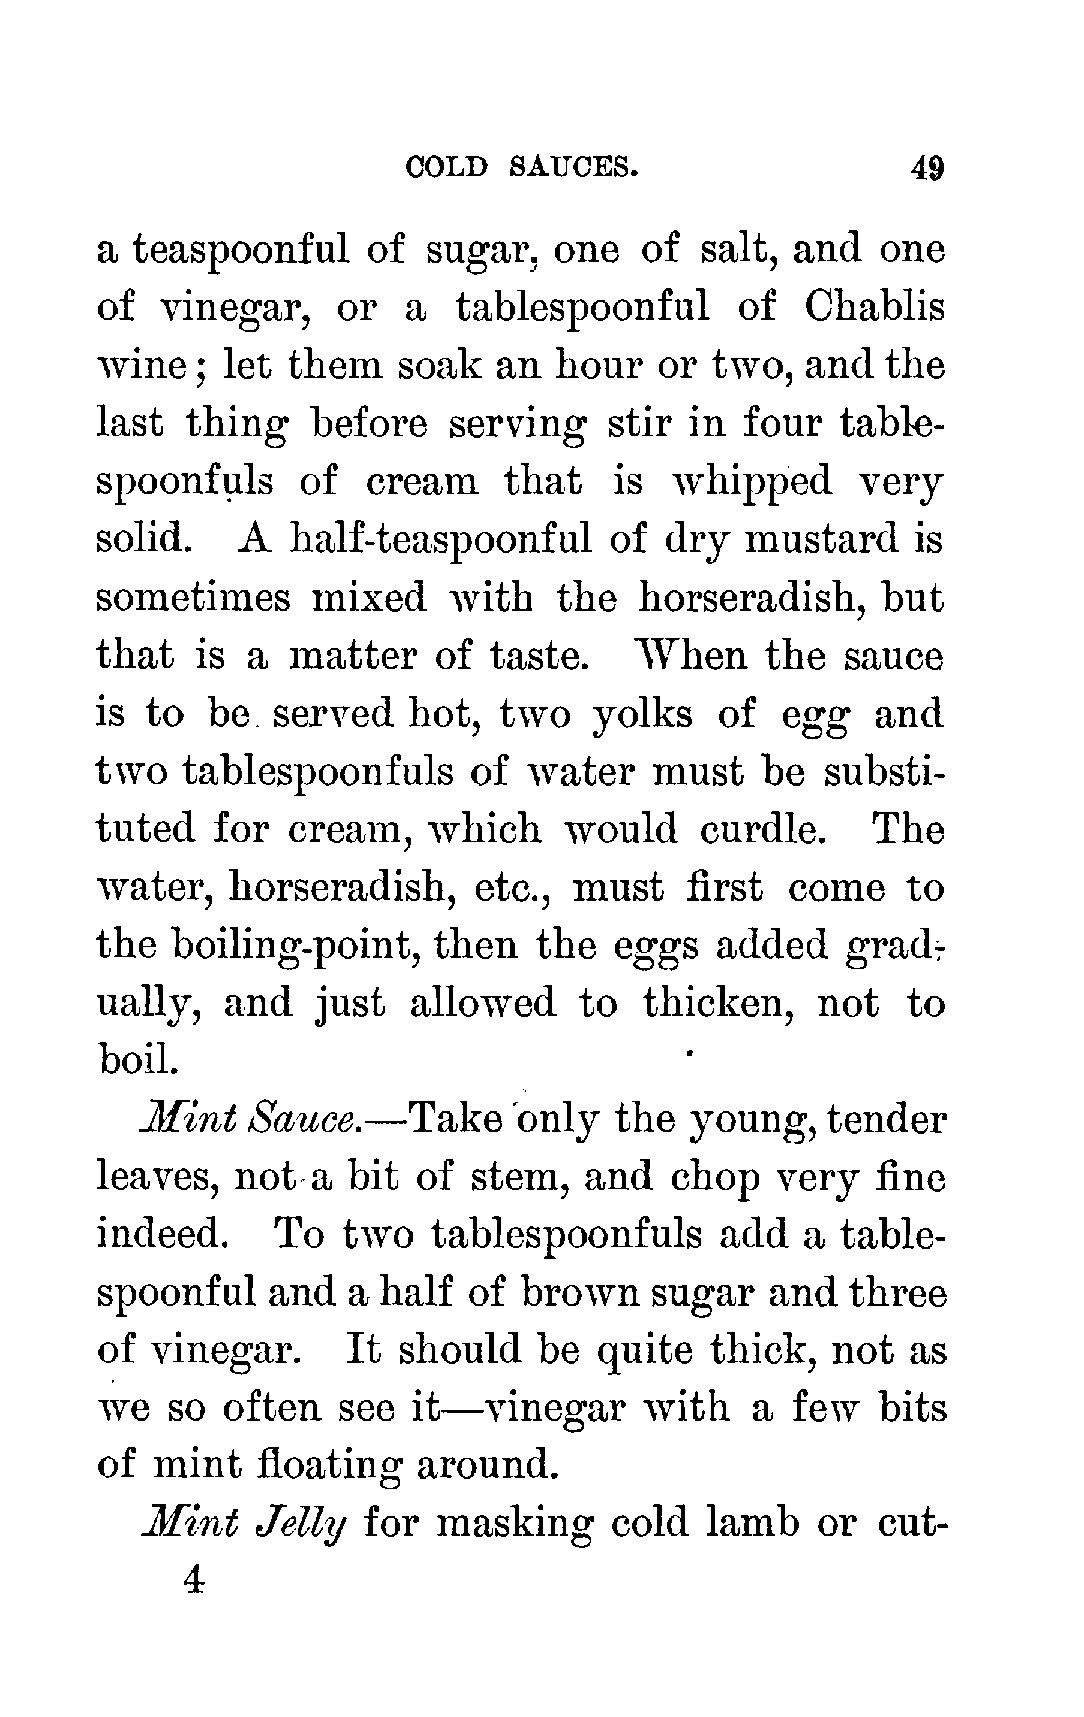 COLD SAUCES. 49
a teaspoonful of sugar, one of salt, and one
of vinegar, or a tablespoonful of Chablis
wine; let them soak an hour or two, and the
last thing before serving stir in four table-
spoonfuls of cream that is whipped very
solid. A half-teaspoonful of dry mustard is
sometimes mixed with the horseradish, but
that is a matter of taste. When the sauce
is to be served hot, two yolks of egg and
two tablespoonfuls of water must be substi-
tuted for cream, which would curdle. The
water, horseradish, etc., must first come to
the boiling-point, then the eggs added grad-
ually, and just allowed to thicken, not to
boil.
Mint Sauce.—Take only the young, tender
leaves, not a bit of stem, and chop very fine
indeed. To two tablespoonfuls add a table-
spoonful and a half of brown sugar and three
of vinegar. It should be quite thick, not as
we so often see it—vinegar with a few bits
of mint floating around.
Mint Jelly for masking cold lamb or cut-
4